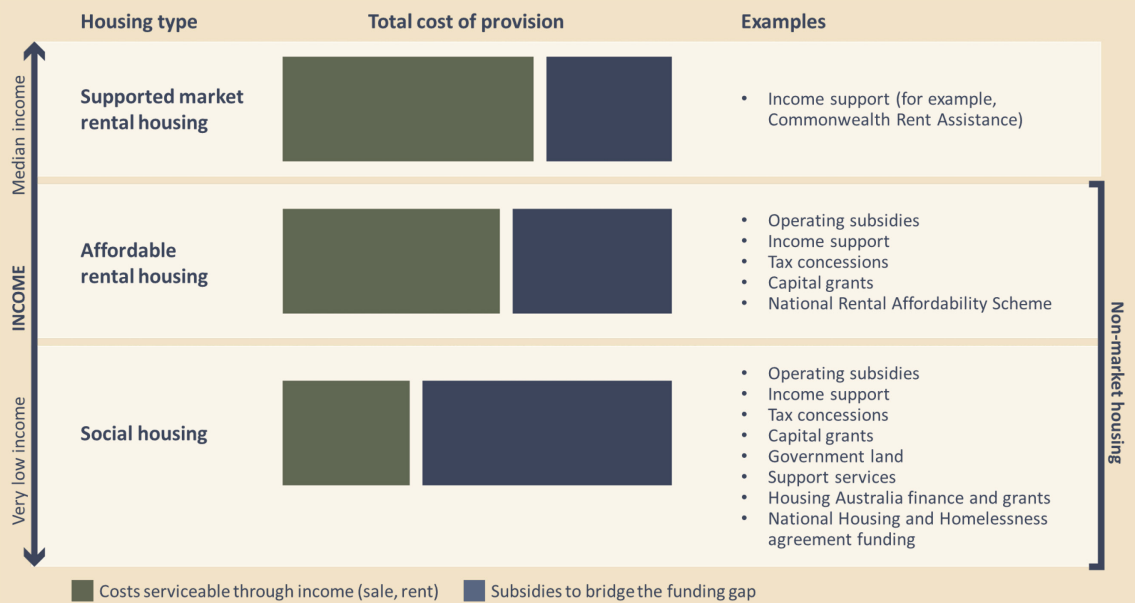 Housing type
Total cost of provision
Examples
Median income
INCOME
Very low income
Supported market
rental housing
• Income support (for example,
Commonwealth Rent Assistance)
Affordable
rental housing
• Operating subsidies
• Income support
• Tax concessions
• Capital grants
• National Rental Affordability Scheme
Social housing
• Operating subsidies
• Income support
• Tax concessions
• Capital grants
• Government land
• Support services
• Housing Australia finance and grants
• National Housing and Homelessness
agreement funding
Non-market housing
Costs serviceable through income (sale, rent)
Subsidies to bridge the funding gap